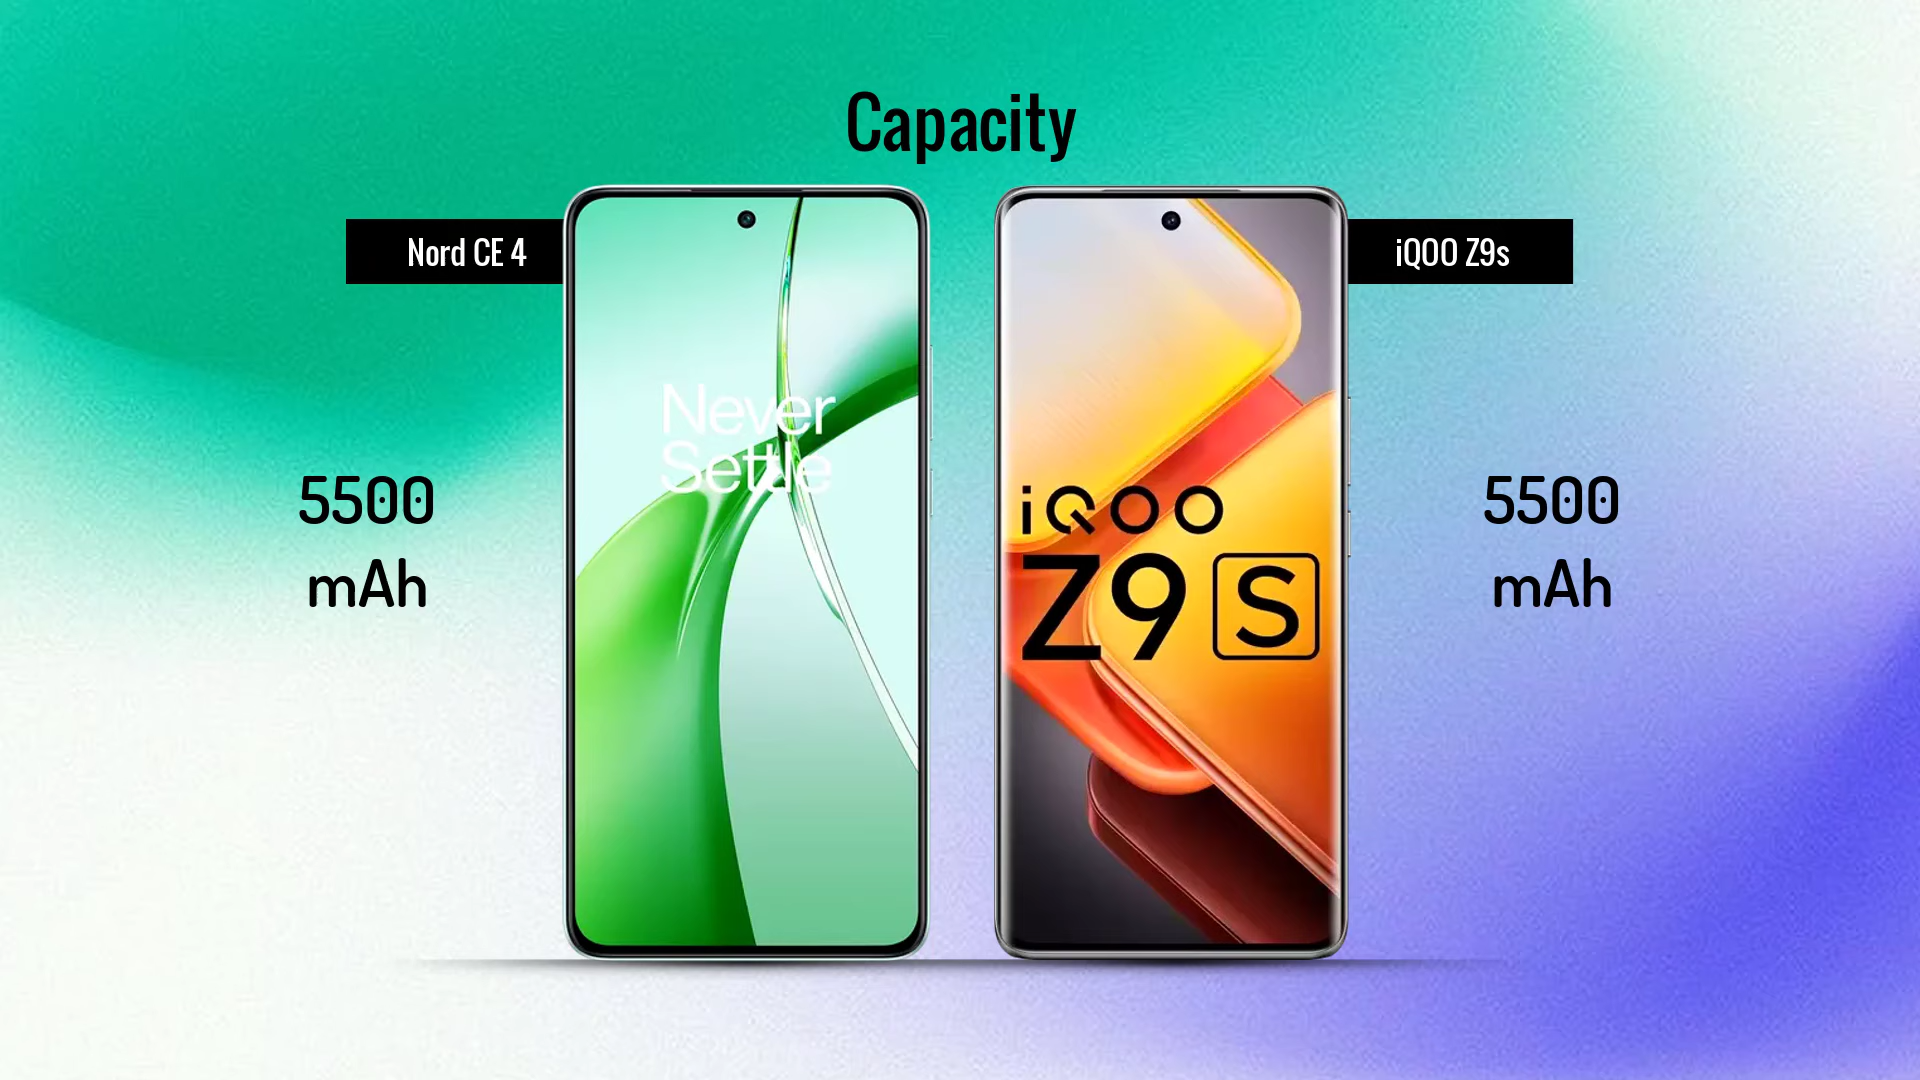 Capacity
Nord CE 4
iQOO Z9s
5500
mAh
Never
Settle
iQOO
Z9 S
5500
mAh